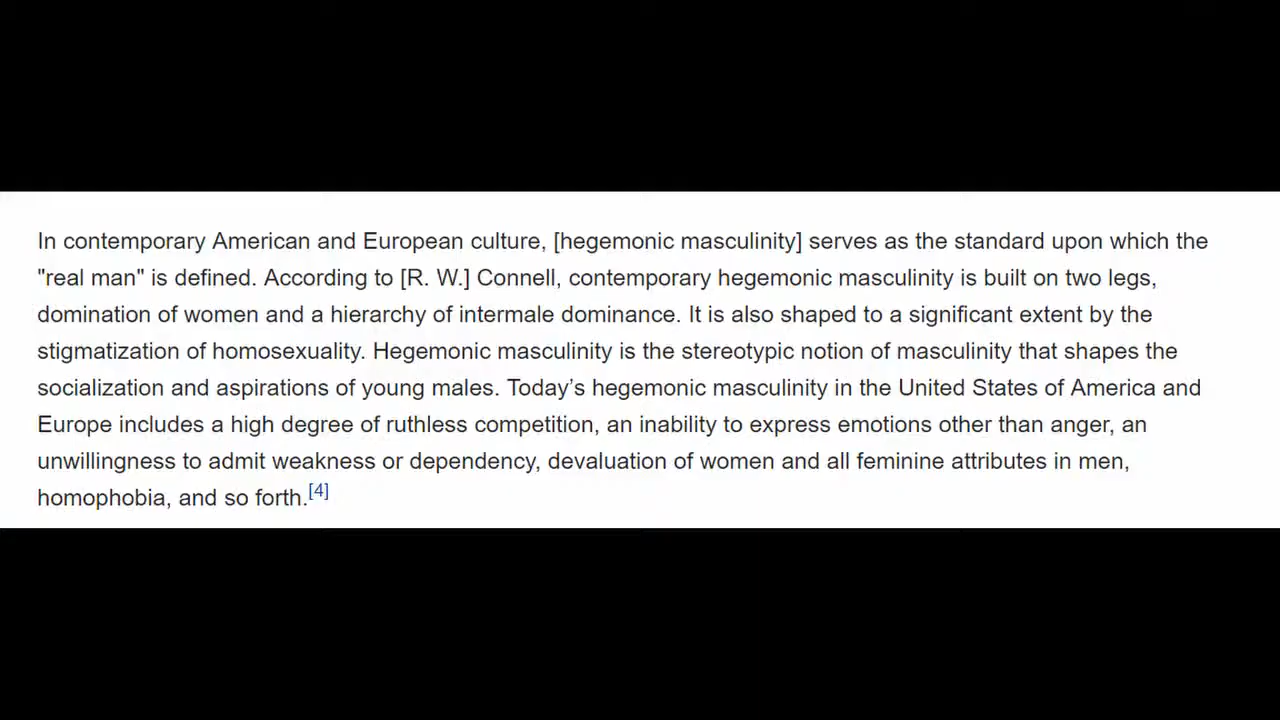 In contemporary American and European culture, [hegemonic masculinity] serves as the standard upon which the
"real man" is defined. According to [R. W.] Connell, contemporary hegemonic masculinity is built on two legs,
domination of women and a hierarchy of intermale dominance. It is also shaped to a significant extent by the
stigmatization of homosexuality. Hegemonic masculinity is the stereotypic notion of masculinity that shapes the
socialization and aspirations of young males. Today’s hegemonic masculinity in the United States of America and
Europe includes a high degree of ruthless competition, an inability to express emotions other than anger, an
unwillingness to admit weakness or dependency, devaluation of women and all feminine attributes in men,
homophobia, and so forth.[4]